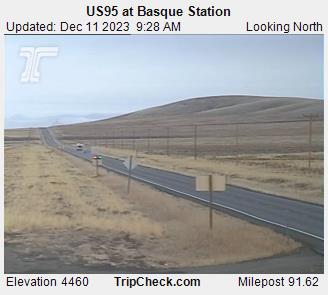 US95 at Basque Station
Updated: Dec 11 2023 9:28 AM Looking North
Elevation 4460 TripCheck.com Milepost 91.62